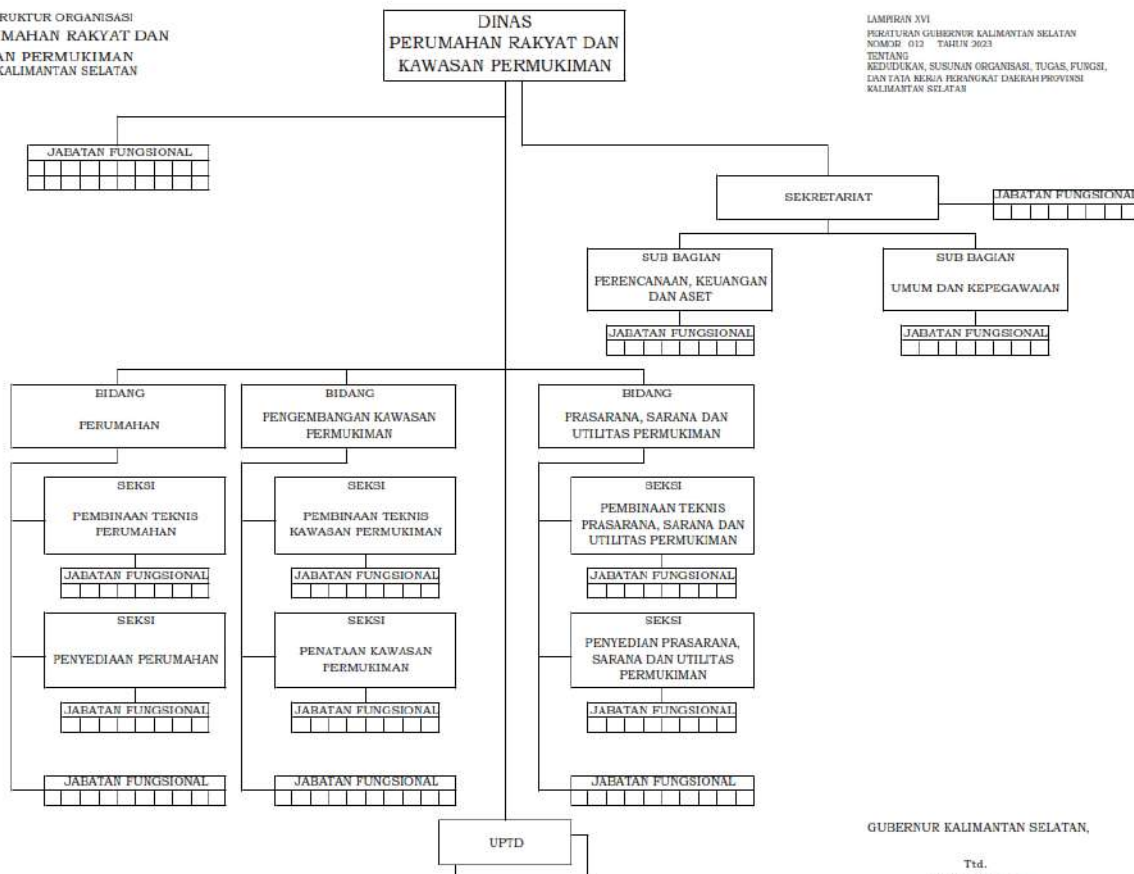 RUKTUR ORGANISASI
MAHAN RAKYAT DAN
AN PERMUKIMAN
KALIMANTAN SELATAN
DINAS
PERUMAHAN RAKYAT DAN
KAWASAN PERMUKIMAN
LAMPIRAN XVI
PERATURAN GUBERNUR KALIMANTAN SELATAN
NOMOR 012 TAHUN 2023
TENTANG
KEDUDUKAN, SUSUNAN ORGANISASI, TUGAS, FUNGSI,
DAN TATA KERJA PERANGKAT DAERAH PROVINSI
KALIMANTAN SELATAN
JABATAN FUNGSIONAL
SEKRETARIAT
JABATAN FUNGSIONAL
SUB BAGIAN
PERENCANAAN, KEUANGAN
DAN ASET
JABATAN FUNGSIONAL
SUB BAGIAN
UMUM DAN KEPEGAWAIAN
JABATAN FUNGSIONAL
BIDANG
PERUMAHAN
BIDANG
PENGEMBANGAN KAWASAN
PERMUKIMAN
BIDANG
PRASARANA, SARANA DAN
UTILITAS PERMUKIMAN
SEKSI
PEMBINAAN TEKNIS
PERUMAHAN
JABATAN FUNGSIONAL
SEKSI
PEMBINAAN TEKNIS
KAWASAN PERMUKIMAN
JABATAN FUNGSIONAL
SEKSI
PEMBINAAN TEKNIS
PRASARANA, SARANA DAN
UTILITAS PERMUKIMAN
JABATAN FUNGSIONAL
SEKSI
PENYEDIAAN PERUMAHAN
JABATAN FUNGSIONAL
SEKSI
PENATAAN KAWASAN
PERMUKIMAN
JABATAN FUNGSIONAL
SEKSI
PENYEDIAN PRASARANA,
SARANA DAN UTILITAS
PERMUKIMAN
JABATAN FUNGSIONAL
JABATAN FUNGSIONAL
JABATAN FUNGSIONAL
JABATAN FUNGSIONAL
UPTD
GUBERNUR KALIMANTAN SELATAN,
Ttd.